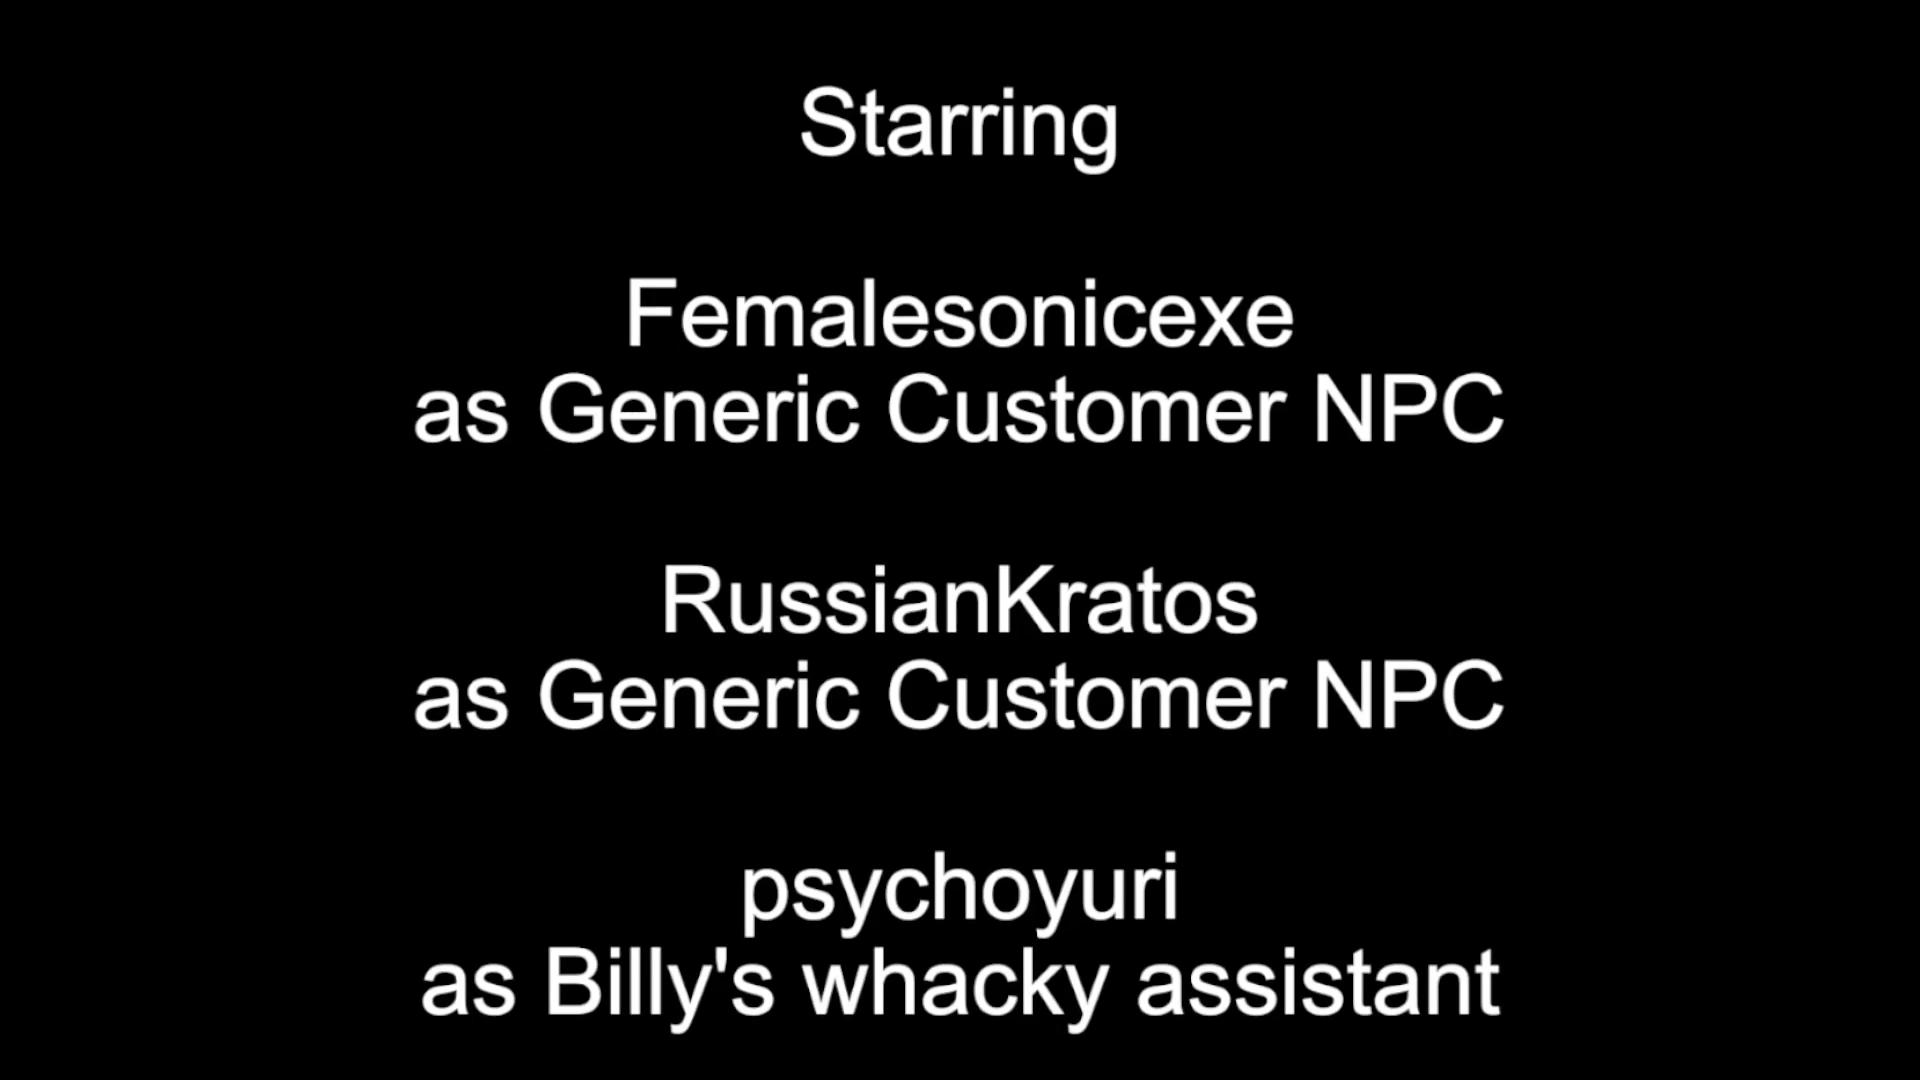 Starring
Femalesonicexe
as Generic Customer NPC
RussianKratos
as Generic Customer NPC
psychoyuri
as Billy's whacky assistant